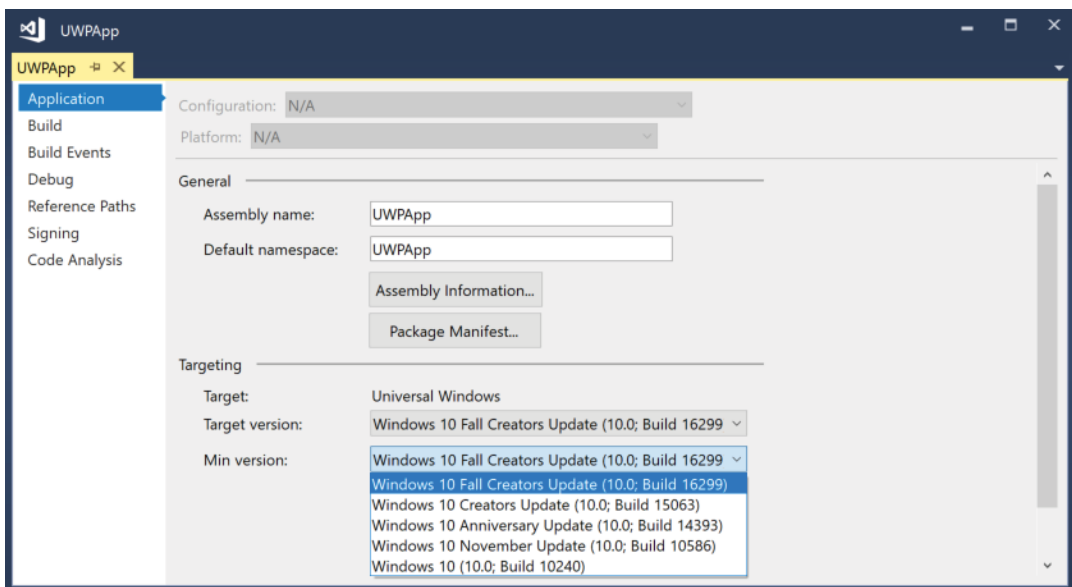 UWPApp
UWPApp
Application
Build
Build Events
Debug
Reference Paths
Signing
Code Analysis
Configuration: N/A
Platform: N/A
General
Assembly name: UWPApp
Default namespace: UWPApp
Assembly Information...
Package Manifest...
Targeting
Target: Universal Windows
Target version: Windows 10 Fall Creators Update (10.0; Build 16299
Min version: Windows 10 Fall Creators Update (10.0; Build 16299
Windows 10 Fall Creators Update (10.0; Build 16299)
Windows 10 Creators Update (10.0; Build 15063)
Windows 10 Anniversary Update (10.0; Build 14393)
Windows 10 November Update (10.0; Build 10586)
Windows 10 (10.0; Build 10240)